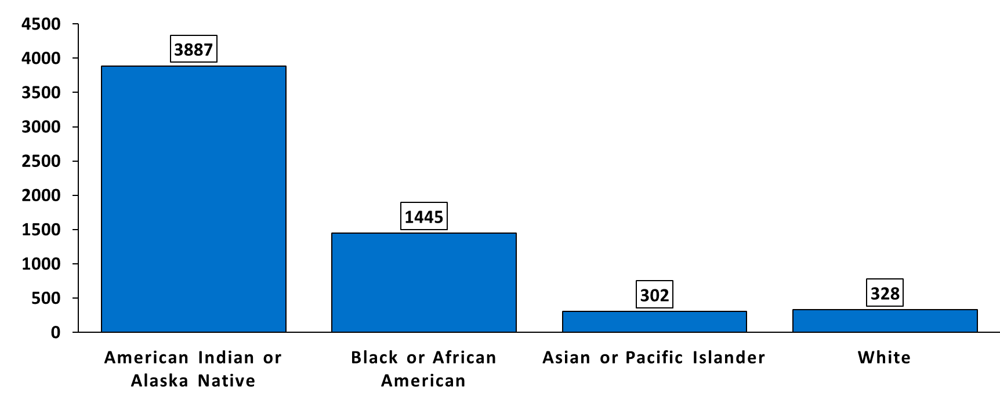 4500
4000
3500
3000
2500
2000
1500
1000
500
0
3887
1445
302
328
American Indian or
Alaska Native
Black or African
American
Asian or Pacific Islander
White